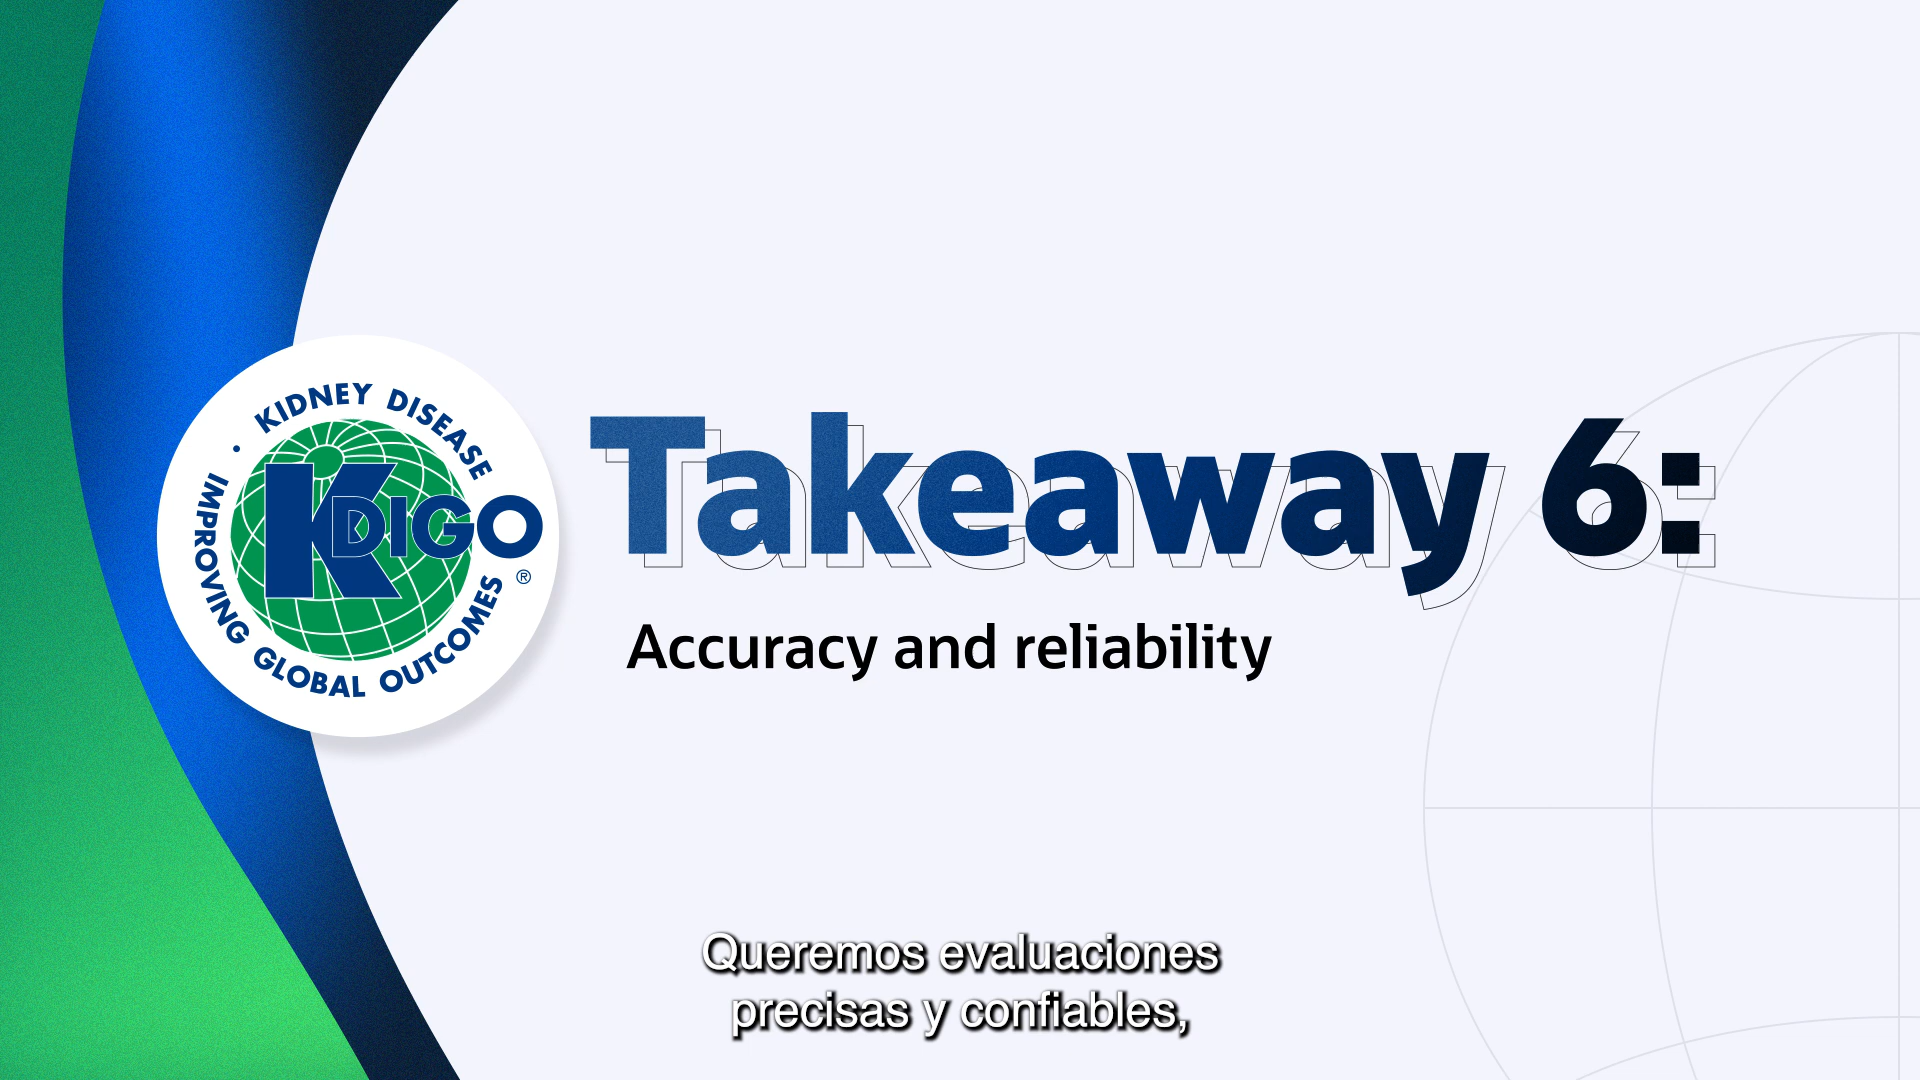 KIDNEY DISEASE
IMPROVING GLOBAL OUTCOMES
KDIGO
®
Takeaway 6:
Accuracy and reliability
Queremos evaluaciones
precisas y confiables,